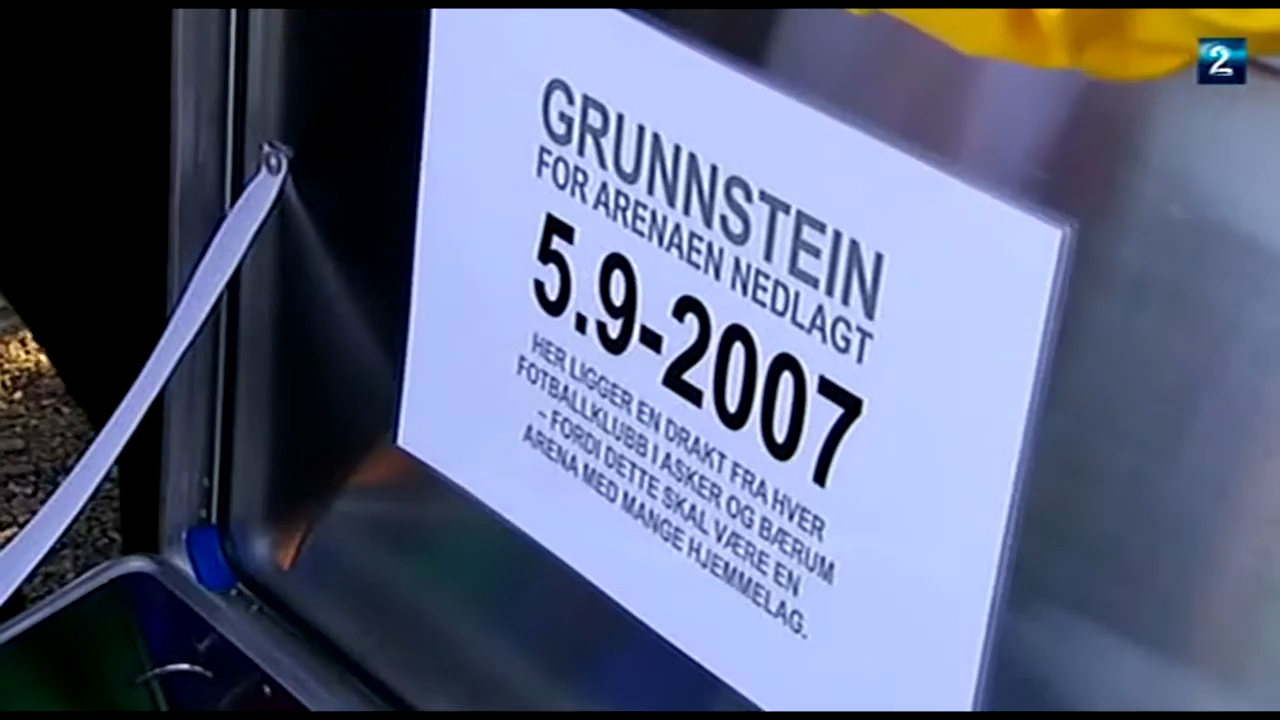 2
GRUNNSTEIN
FOR ARENAEN NEDLAGT
5.9-2007
HER LIGGER EN DRAKT FRA HVER
FOTBALLKLUBB I ASKER OG BÆRUM
– FORDI DETTE SKAL VÆRE EN
ARENA MED MANGE HJEMMELAG.